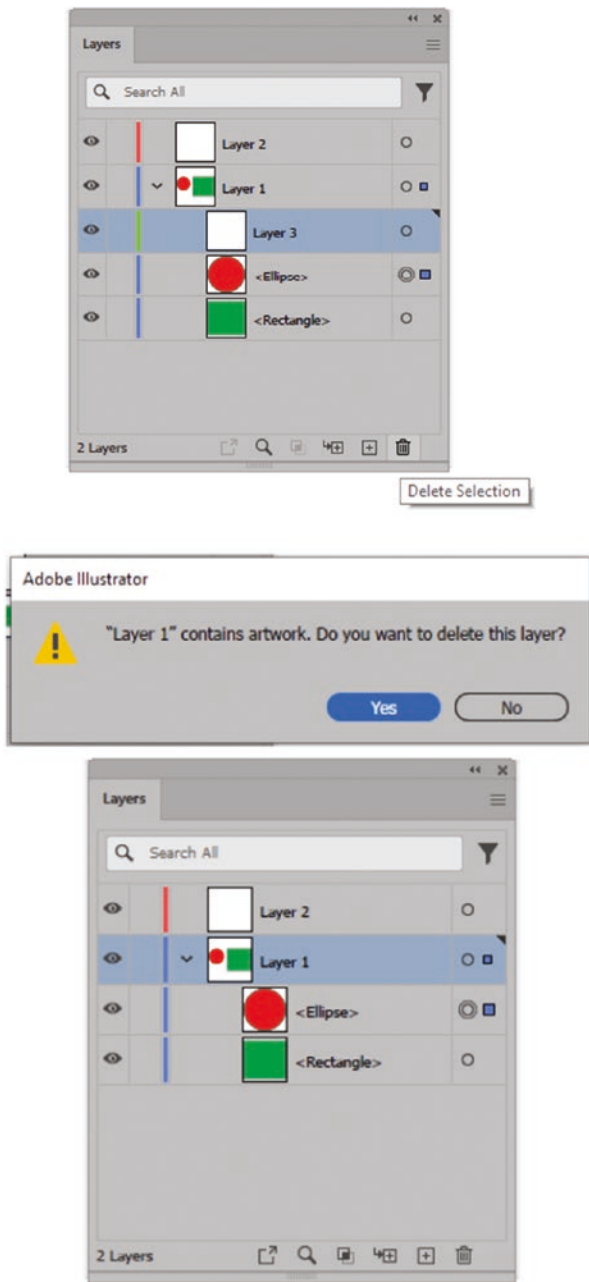 Layers
Search All
Layer 2
Layer 1
Layer 3
<Ellipse>
<Rectangle>
2 Layers
Delete Selection
Adobe Illustrator
"Layer 1" contains artwork. Do you want to delete this layer?
Yes No
Layers
Search All
Layer 2
Layer 1
<Ellipse>
<Rectangle>
2 Layers